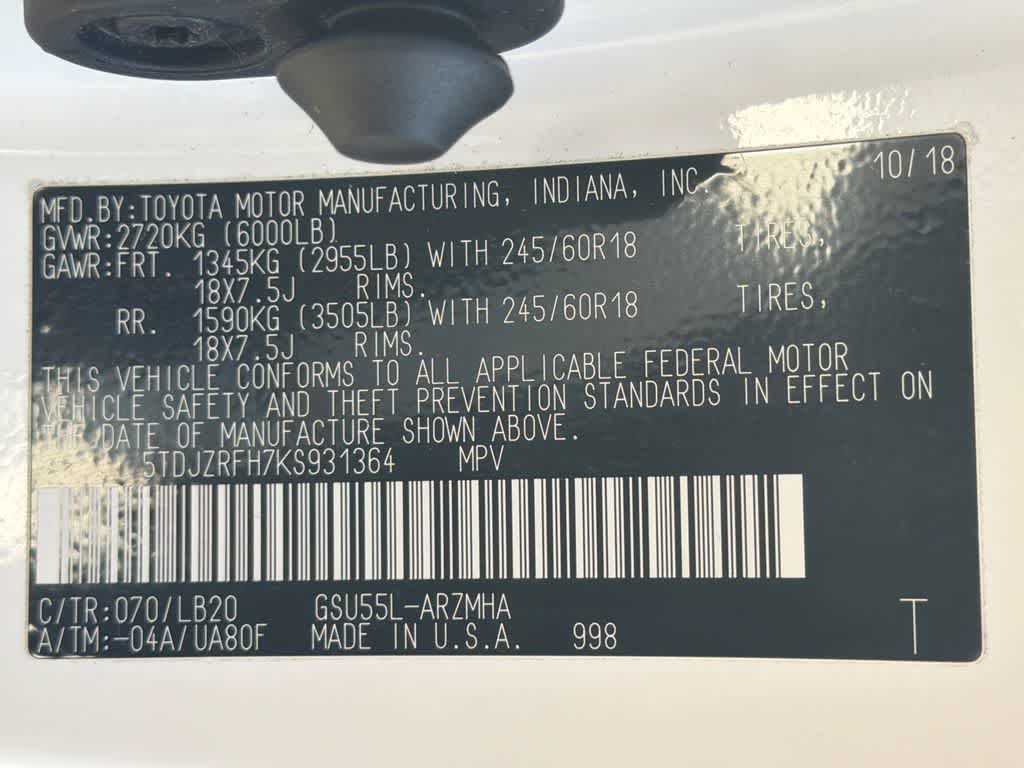 10/18
MFD.BY:TOYOTA MOTOR MANUFACTURING, INDIANA, INC.
GVWR:2720KG (6000LB)
GAWR:FRT. 1345KG (2955LB) WITH 245/60R18 TIRES,
18X7.5J RIMS.
RR. 1590KG (3505LB) WITH 245/60R18 TIRES,
18X7.5J RIMS.
THIS VEHICLE CONFORMS TO ALL APPLICABLE FEDERAL MOTOR
VEHICLE SAFETY AND THEFT PREVENTION STANDARDS IN EFFECT ON
THE DATE OF MANUFACTURE SHOWN ABOVE.
5TDJZRFH7KS931364 MPV
C/TR:070/LB20 GSU55L-ARZMHA
A/TM:-04A/UA80F MADE IN U.S.A. 998 T